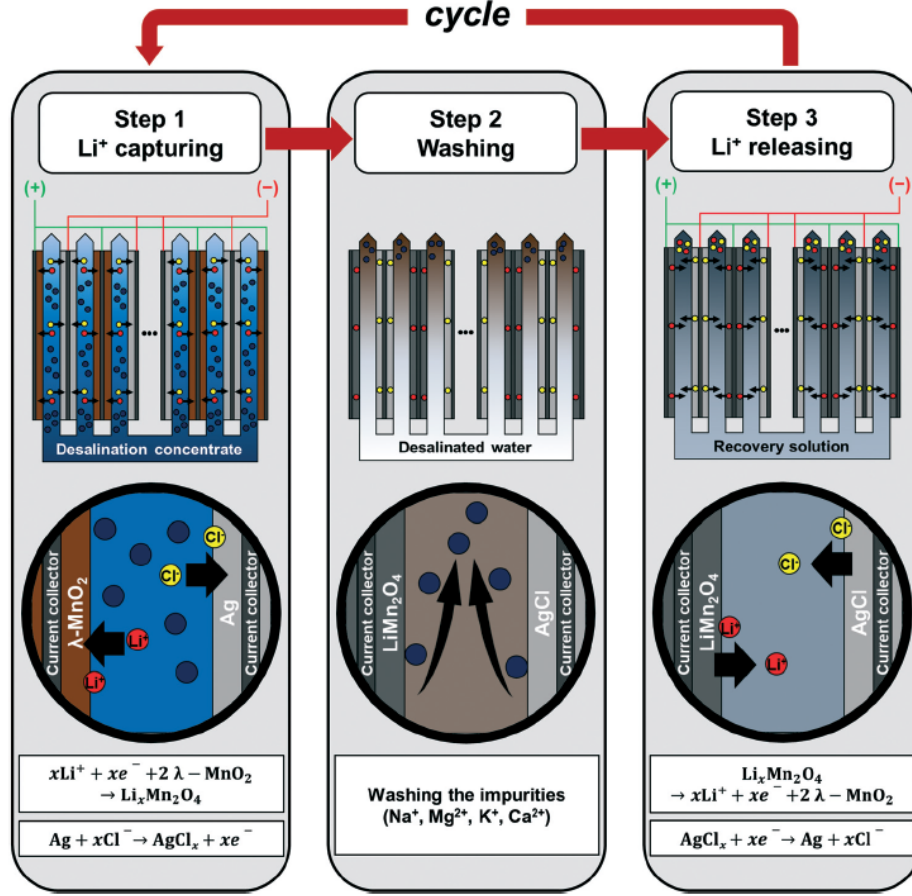 cycle
Step 1
Li⁺ capturing
Step 2
Washing
Step 3
Li⁺ releasing
(+)
(−)
(+)
(−)
•••
•••
•••
Desalination concentrate
Desalinated water
Recovery solution
Current collector
λ-MnO₂
Cl⁻
Cl⁻
Li⁺
Li⁺
Ag
Current collector
Current collector
LiMn₂O₄
AgCl
Current collector
Current collector
LiMn₂O₄
Cl⁻
Cl⁻
Li⁺
Li⁺
AgCl
Current collector
xLi⁺ + xe⁻ +2 λ − MnO₂
→ LiₓMn₂O₄
Ag + xCl⁻ → AgClₓ + xe⁻
Washing the impurities
(Na⁺, Mg²⁺, K⁺, Ca²⁺)
LiₓMn₂O₄
→ xLi⁺ + xe⁻ +2 λ − MnO₂
AgClₓ + xe⁻ → Ag + xCl⁻